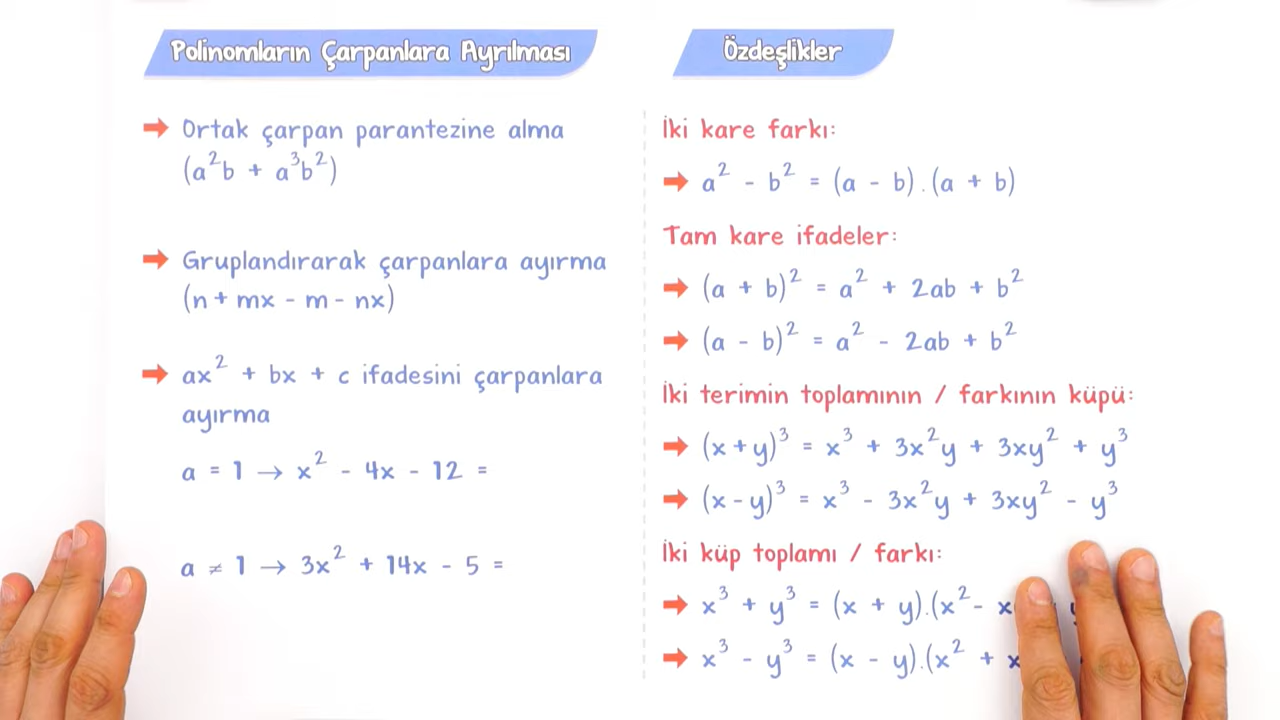 Polinomların Çarpanlara Ayrılması
→ Ortak çarpan parantezine alma
(a²b + a³b²)
→ Gruplandırarak çarpanlara ayırma
(n + mx - m - nx)
→ ax² + bx + c ifadesini çarpanlara
ayırma
a = 1 → x² - 4x - 12 =
a ≠ 1 → 3x² + 14x - 5 =
Özdeşlikler
İki kare farkı:
→ a² - b² = (a - b).(a + b)
Tam kare ifadeler:
→ (a + b)² = a² + 2ab + b²
→ (a - b)² = a² - 2ab + b²
İki terimin toplamının / farkının küpü:
→ (x + y)³ = x³ + 3x²y + 3xy² + y³
→ (x - y)³ = x³ - 3x²y + 3xy² - y³
İki küp toplamı / farkı:
→ x³ + y³ = (x + y).(x² - x
→ x³ - y³ = (x - y).(x² + x